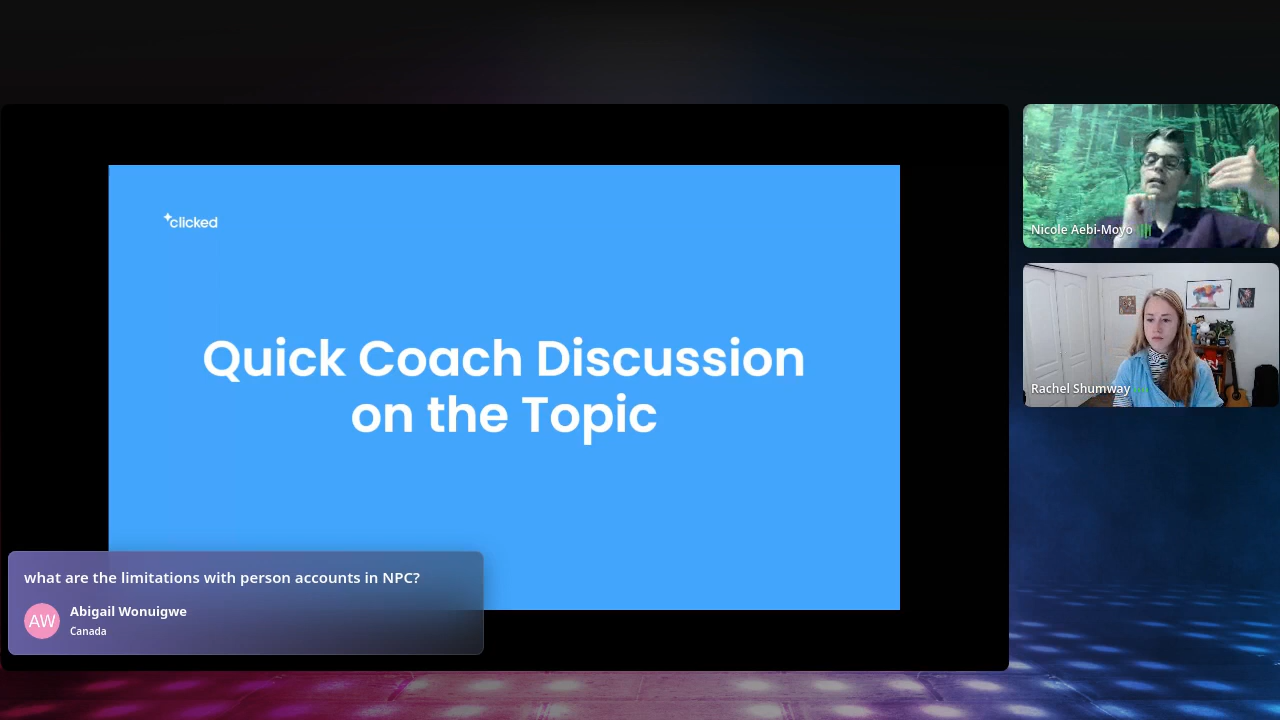 clicked
Quick Coach Discussion
on the Topic
what are the limitations with person accounts in NPC?
AW
Abigail Wonuigwe
Canada
Nicole Aebi-Moyo
Rachel Shumway